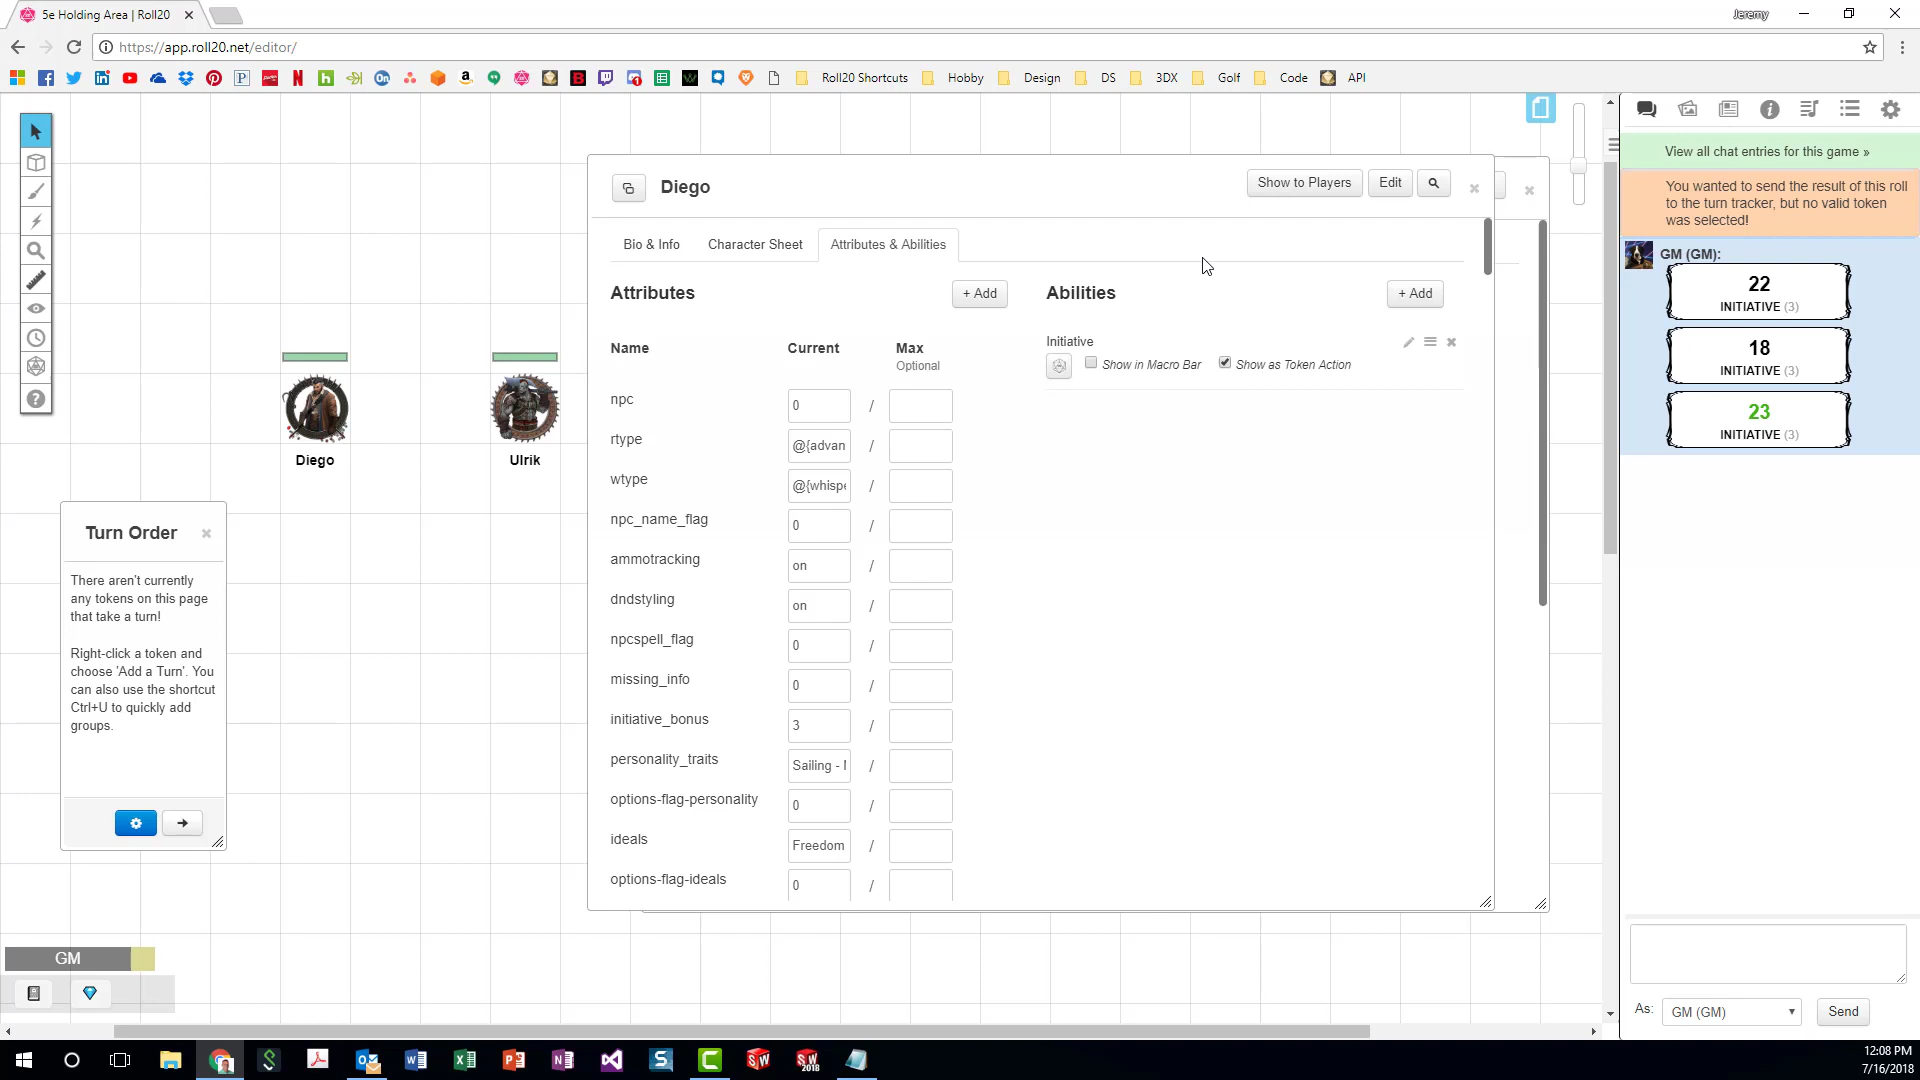 5e Holding Area | Roll20
Jeremy
https://app.roll20.net/editor/
Roll20 Shortcuts
Hobby
Design
DS
3DX
Golf
Code
API
Diego
Show to Players
Edit
Bio & Info
Character Sheet
Attributes & Abilities
Attributes
+ Add
Abilities
+ Add
Name
Current
Max
Optional
Initiative
Show in Macro Bar
Show as Token Action
npc
0
/
rtype
@{advan
/
wtype
@{whispe
/
npc_name_flag
0
/
ammotracking
on
/
dndstyling
on
/
npcspell_flag
0
/
missing_info
0
/
initiative_bonus
3
/
personality_traits
Sailing -
/
options-flag-personality
0
/
ideals
Freedom
/
options-flag-ideals
0
/
Diego
Ulrik
Turn Order
There aren't currently
any tokens on this page
that take a turn!
Right-click a token and
choose 'Add a Turn'. You
can also use the shortcut
Ctrl+U to quickly add
groups.
GM
View all chat entries for this game »
You wanted to send the result of this roll
to the turn tracker, but no valid token
was selected!
GM (GM):
22
INITIATIVE (3)
18
INITIATIVE (3)
23
INITIATIVE (3)
As:
GM (GM)
Send
12:08 PM
7/16/2018